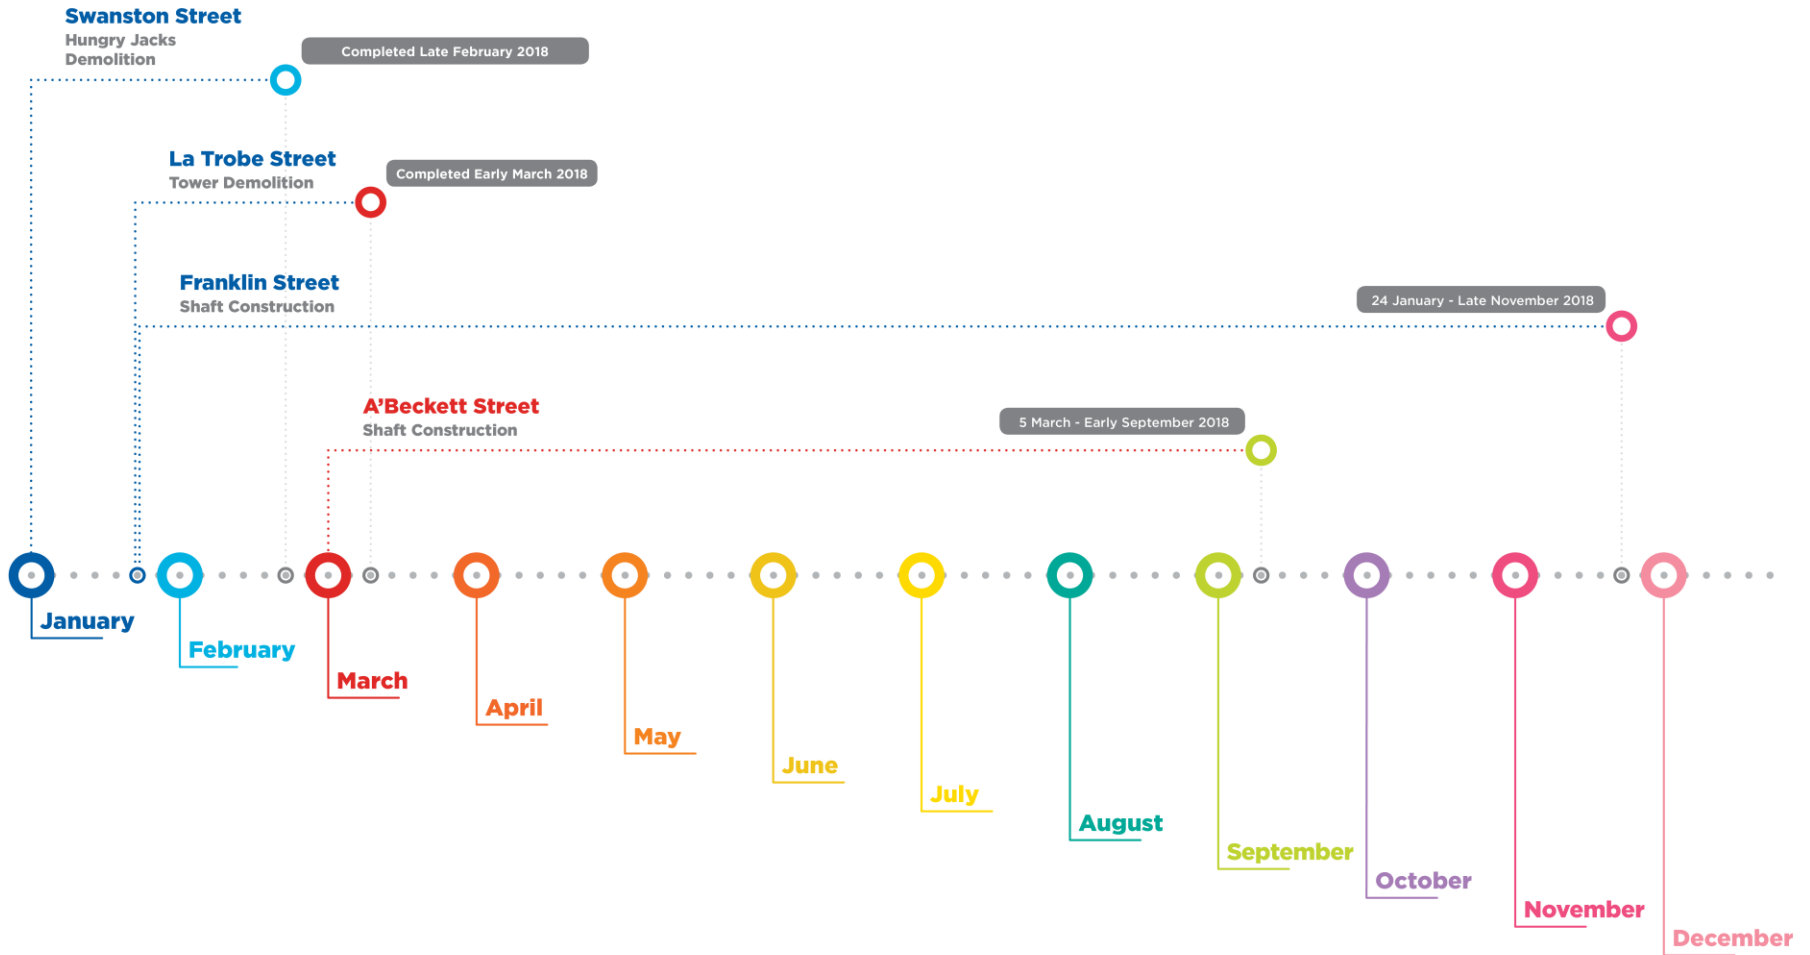 Swanston Street
Hungry Jacks
Demolition
Completed Late February 2018
La Trobe Street
Tower Demolition
Completed Early March 2018
Franklin Street
Shaft Construction
24 January - Late November 2018
A’Beckett Street
Shaft Construction
5 March - Early September 2018
January
February
March
April
May
June
July
August
September
October
November
December